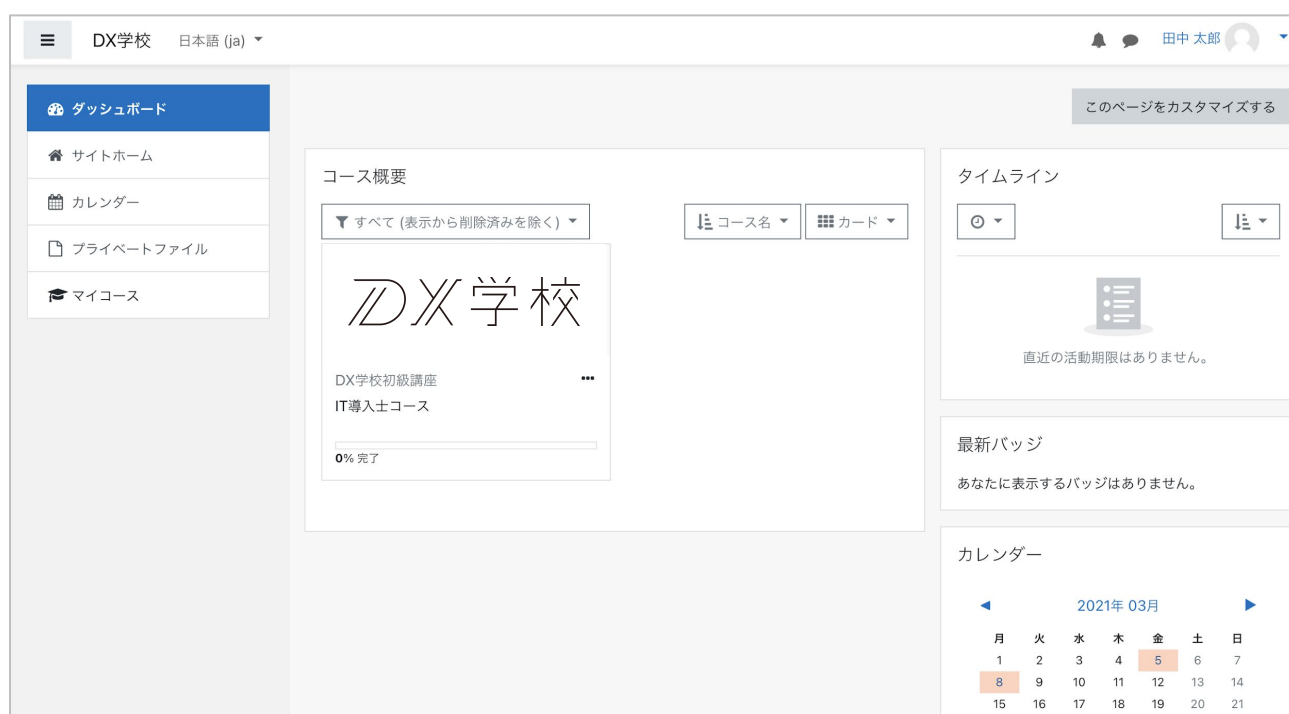 DX学校
日本語 (ja)
田中 太郎
ダッシュボード
サイトホーム
カレンダー
プライベートファイル
マイコース
このページをカスタマイズする
コース概要
すべて (表示から削除済みを除く)
コース名
カード
DX学校
DX学校初級講座
IT導入士コース
0% 完了
タイムライン
直近の活動期限はありません。
最新バッジ
あなたに表示するバッジはありません。
カレンダー
2021年 03月
月 火 水 木 金 土 日
1 2 3 4 5 6 7
8 9 10 11 12 13 14
15 16 17 18 19 20 21